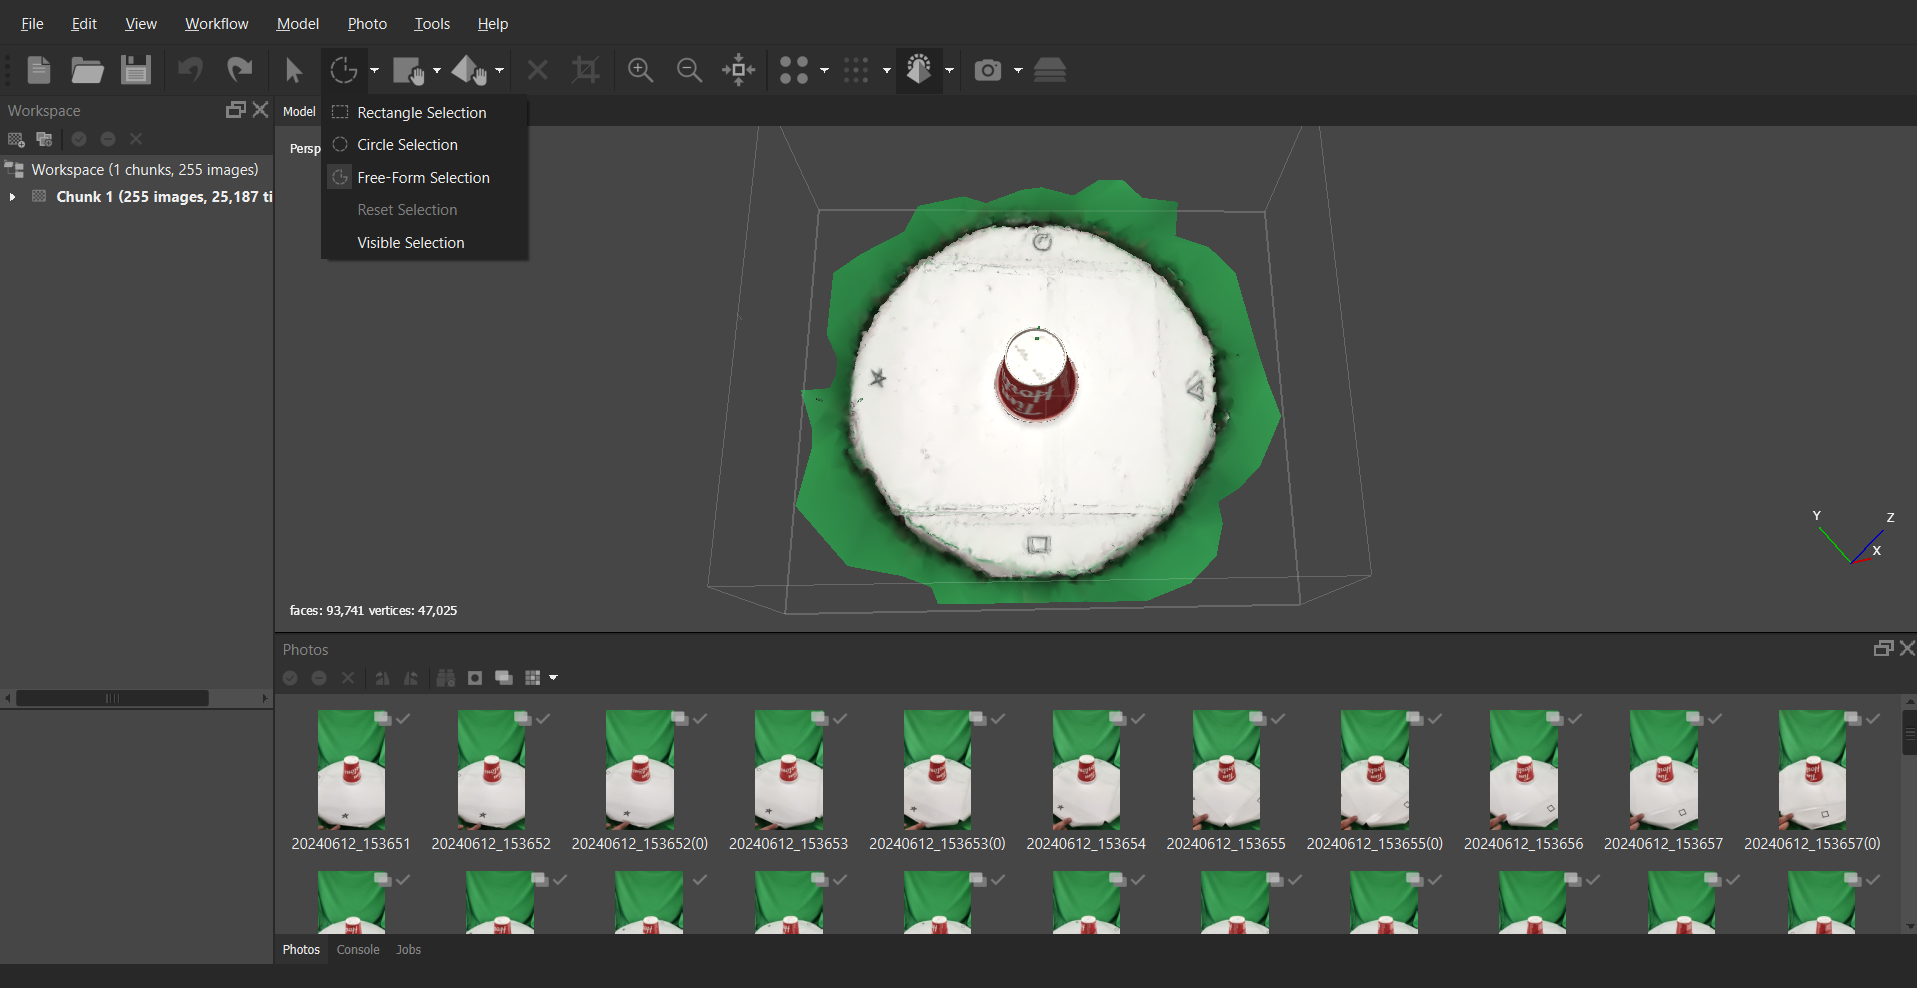 File Edit View Workflow Model Photo Tools Help
Workspace
Model
Rectangle Selection
Circle Selection
Free-Form Selection
Reset Selection
Visible Selection
Persp
Workspace (1 chunks, 255 images)
Chunk 1 (255 images, 25,187 ti
Tim
Hor
Y
Z
X
faces: 93,741 vertices: 47,025
Photos
20240612_153651 20240612_153652 20240612_153652(0) 20240612_153653 20240612_153653(0) 20240612_153654 20240612_153655 20240612_153655(0) 20240612_153656 20240612_153657 20240612_153657(0)
Photos Console Jobs